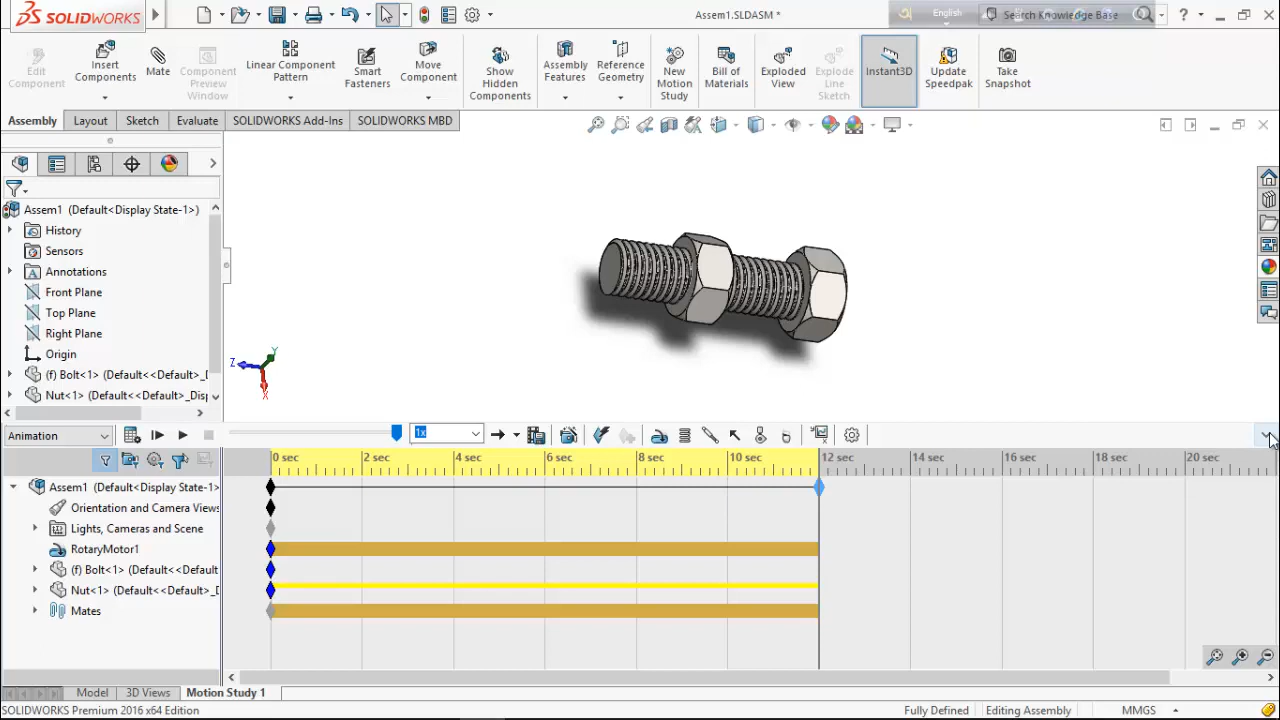 SOLIDWORKS
Assem1.SLDASM *
English
Search Knowledge Base
Edit Component
Insert Components
Mate
Component Preview Window
Linear Component Pattern
Smart Fasteners
Move Component
Show Hidden Components
Assembly Features
Reference Geometry
New Motion Study
Bill of Materials
Exploded View
Explode Line Sketch
Instant3D
Update Speedpak
Take Snapshot
Assembly Layout Sketch Evaluate SOLIDWORKS Add-Ins SOLIDWORKS MBD
Assem1 (Default<Display State-1>)
History
Sensors
Annotations
Front Plane
Top Plane
Right Plane
Origin
(f) Bolt<1> (Default<<Default>_D
Nut<1> (Default<<Default>_Disp
Y
Z
X
Animation
1x
0 sec 2 sec 4 sec 6 sec 8 sec 10 sec 12 sec 14 sec 16 sec 18 sec 20 sec
Assem1 (Default<Display State-1>
Orientation and Camera Views
Lights, Cameras and Scene
RotaryMotor1
(f) Bolt<1> (Default<<Default
Nut<1> (Default<<Default>_D
Mates
Model 3D Views Motion Study 1
SOLIDWORKS Premium 2016 x64 Edition
Fully Defined Editing Assembly MMGS